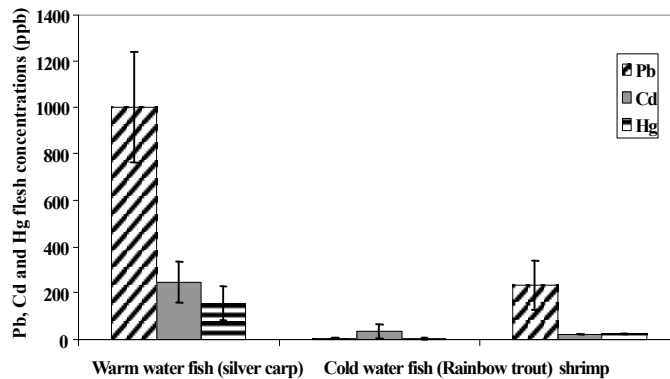 Pb, Cd and Hg flesh concentrations (ppb)
1400
1200
1000
800
600
400
200
0
Pb
Cd
Hg
Warm water fish (silver carp) Cold water fish (Rainbow trout) shrimp